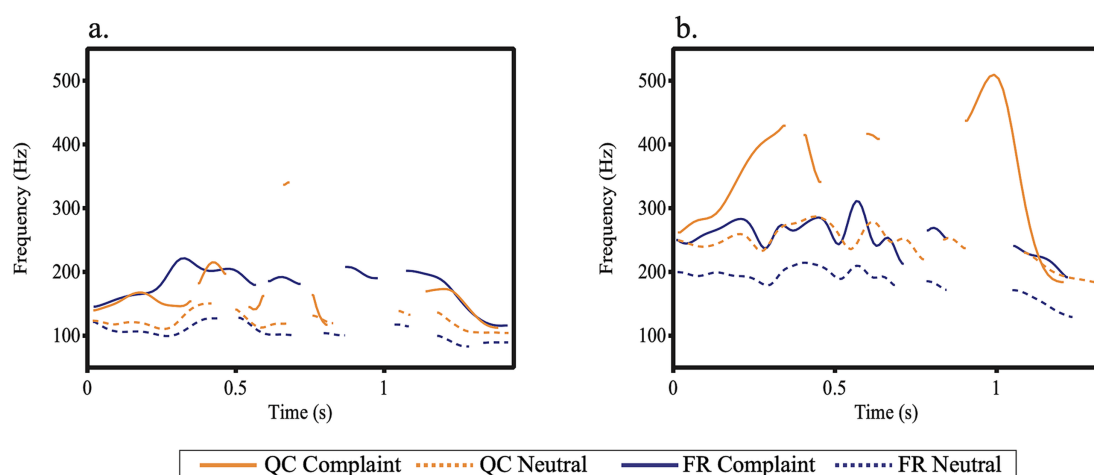 a.
500
400
300
200
100
Frequency (Hz)
0
0.5
1
Time (s)
b.
500
400
300
200
100
Frequency (Hz)
0
0.5
1
Time (s)
QC Complaint QC Neutral FR Complaint FR Neutral